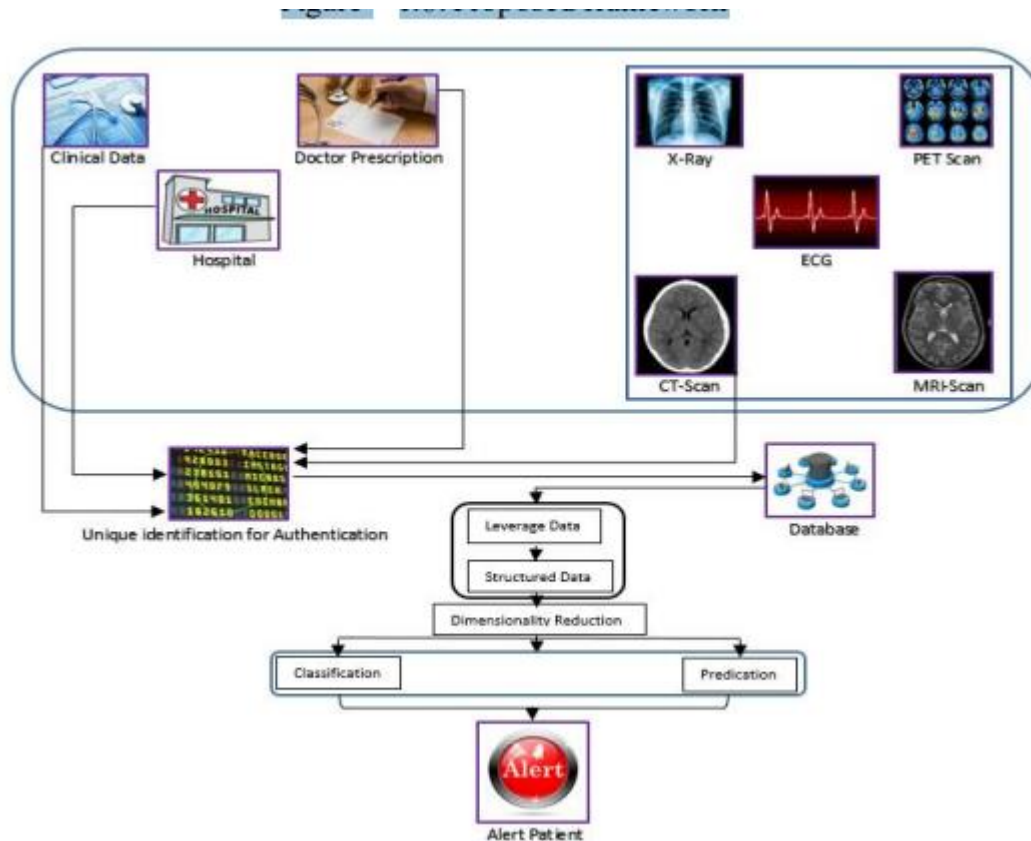 Clinical Data
Doctor Prescription
X-Ray
PET Scan
HOSPITAL
Hospital
ECG
CT-Scan
MRI-Scan
Unique identification for Authentication
Database
Leverage Data
Structured Data
Dimensionality Reduction
Classification
Predication
Alert
Alert Patient